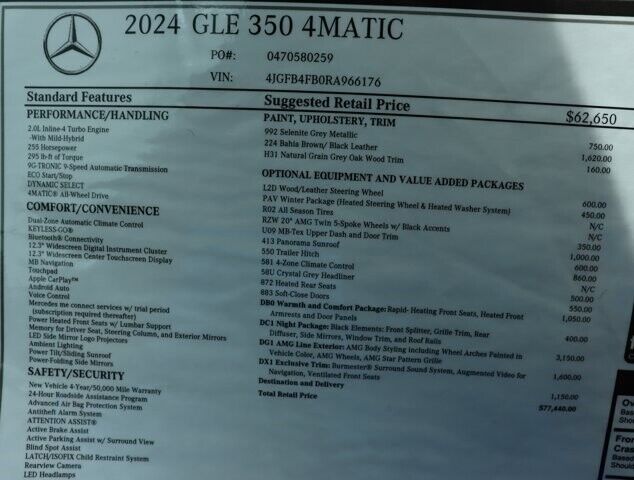 2024 GLE 350 4MATIC
PO#: 0470580259
VIN: 4JGFB4FB0RA966176
Standard Features
PERFORMANCE/HANDLING
2.0L Inline-4 Turbo Engine
-With Mild-Hybrid
255 Horsepower
295 lb-ft of Torque
9G-TRONIC 9-Speed Automatic Transmission
ECO Start/Stop
DYNAMIC SELECT
4MATIC® All-Wheel Drive
COMFORT/CONVENIENCE
Dual-Zone Automatic Climate Control
KEYLESS-GO®
Bluetooth® Connectivity
12.3" Widescreen Digital Instrument Cluster
12.3" Widescreen Center Touchscreen Display
MB Navigation
Touchpad
Apple CarPlay™
Android Auto
Voice Control
Mercedes me connect services w/ trial period
(subscription required thereafter)
Power Heated Front Seats w/ Lumbar Support
Memory for Driver Seat, Steering Column, and Exterior Mirrors
LED Side Mirror Logo Projectors
Ambient Lighting
Power Tilt/Sliding Sunroof
Power-Folding Side Mirrors
SAFETY/SECURITY
New Vehicle 4-Year/50,000 Mile Warranty
24-Hour Roadside Assistance Program
Advanced Air Bag Protection System
Antitheft Alarm System
ATTENTION ASSIST®
Active Brake Assist
Active Parking Assist w/ Surround View
Blind Spot Assist
LATCH/ISOFIX Child Restraint System
Rearview Camera
LED Headlamps
Suggested Retail Price $62,650
PAINT, UPHOLSTERY, TRIM
992 Selenite Grey Metallic 750.00
224 Bahia Brown/ Black Leather 1,620.00
H31 Natural Grain Grey Oak Wood Trim 160.00
OPTIONAL EQUIPMENT AND VALUE ADDED PACKAGES
L2D Wood/Leather Steering Wheel 600.00
PAV Winter Package (Heated Steering Wheel & Heated Washer System) 450.00
R02 All Season Tires N/C
RZW 20" AMG Twin 5-Spoke Wheels w/ Black Accents
U09 MB-Tex Upper Dash and Door Trim 350.00
413 Panorama Sunroof 1,000.00
550 Trailer Hitch 600.00
581 4-Zone Climate Control 860.00
58U Crystal Grey Headliner N/C
872 Heated Rear Seats 500.00
883 Soft-Close Doors 550.00
DB0 Warmth and Comfort Package: Rapid- Heating Front Seats, Heated Front 1,050.00
Armrests and Door Panels
DC1 Night Package: Black Elements: Front Splitter, Grille Trim, Rear
Diffuser, Side Mirrors, Window Trim, and Roof Rails 400.00
DG1 AMG Line Exterior: AMG Body Styling including Wheel Arches Painted in
Vehicle Color, AMG Wheels, AMG Star Pattern Grille 3,150.00
DX1 Exclusive Trim: Burmester® Surround Sound System, Augmented Video for
Navigation, Ventilated Front Seats 1,600.00
Destination and Delivery 1,150.00
Total Retail Price $77,440.00
Ov
Base
Shou
Fron
Cras
Based
Should